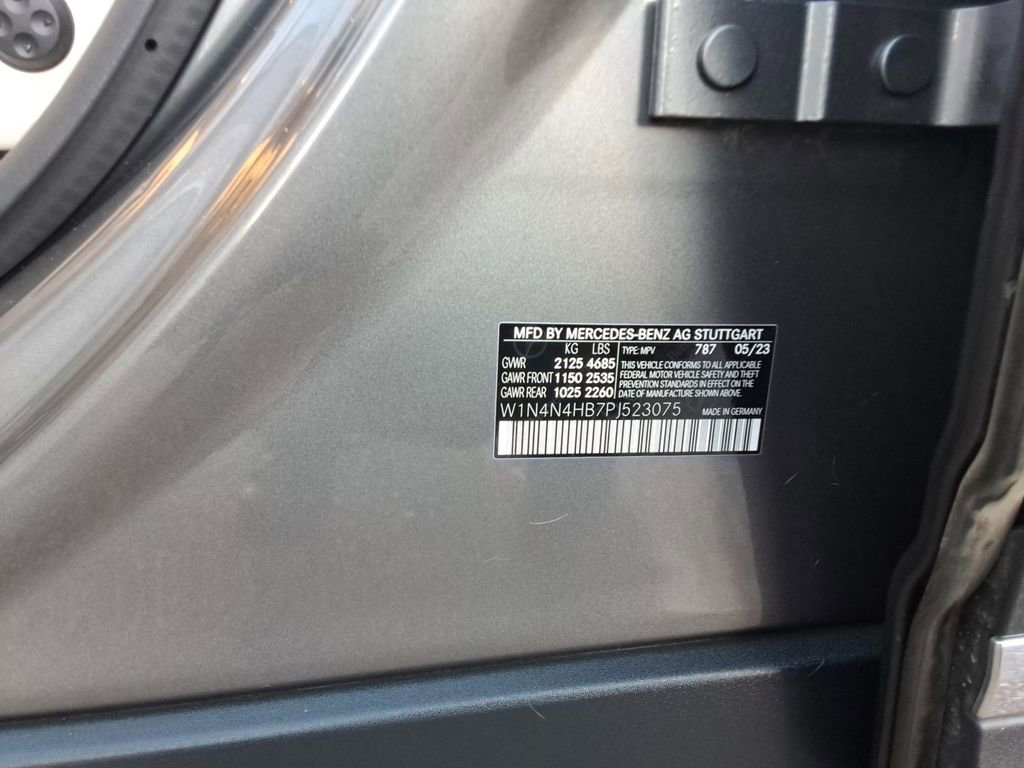 MFD BY MERCEDES-BENZ AG STUTTGART
KG LBS TYPE: MPV 787 05/23
GVWR 2125 4685 THIS VEHICLE CONFORMS TO ALL APPLICABLE
GAWR FRONT 1150 2535 FEDERAL MOTOR VEHICLE SAFETY AND THEFT
PREVENTION STANDARDS IN EFFECT ON THE
GAWR REAR 1025 2260 DATE OF MANUFACTURE SHOWN ABOVE.
W1N4N4HB7PJ523075 MADE IN GERMANY